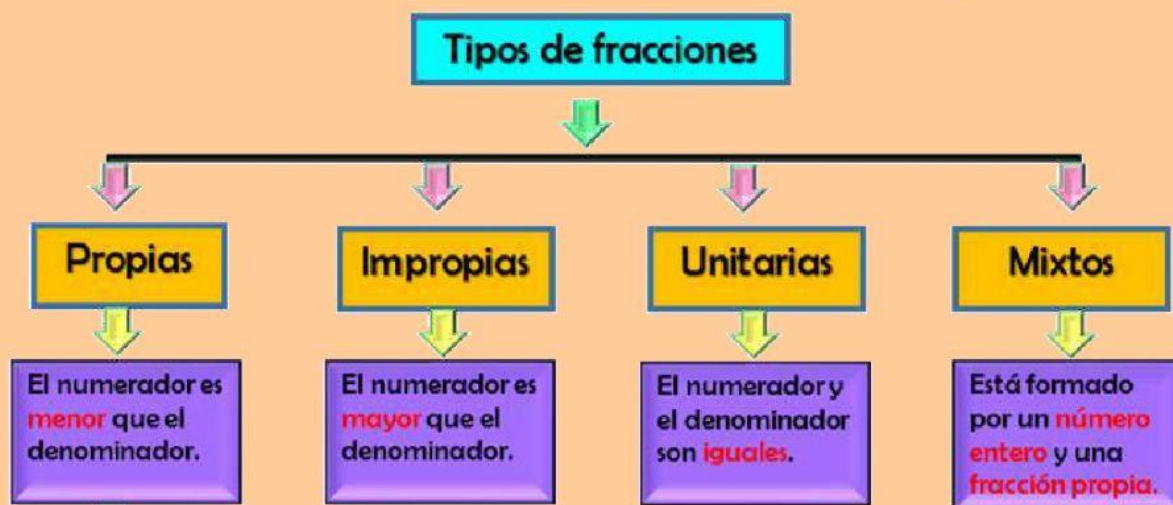 Tipos de fracciones
Propias
Impropias
Unitarias
Mixtos
El numerador es
menor que el
denominador.
El numerador es
mayor que el
denominador.
El numerador y
el denominador
son iguales.
Está formado
por un número
entero y una
fracción propia.